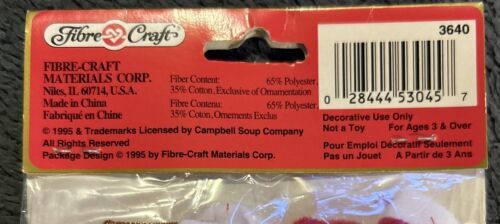 Fibre Craft
3640
FIBRE-CRAFT
MATERIALS CORP.
Niles, IL 60714, U.S.A.
Made in China
Fabriqué en Chine
Fiber Content: 65% Polyester,
35% Cotton, Exclusive of Ornamentation
Fibre Contenu: 65% Polyester,
35% Cotton, Ornements Exclus
© 1995 & Trademarks Licensed by Campbell Soup Company
All Rights Reserved
Package Design © 1995 by Fibre-Craft Materials Corp.
0 28444 53045 7
Decorative Use Only
Not a Toy For Ages 3 & Over
Pour Emploi Décoratif Seulement
Pas un Jouet A Partir de 3 Ans